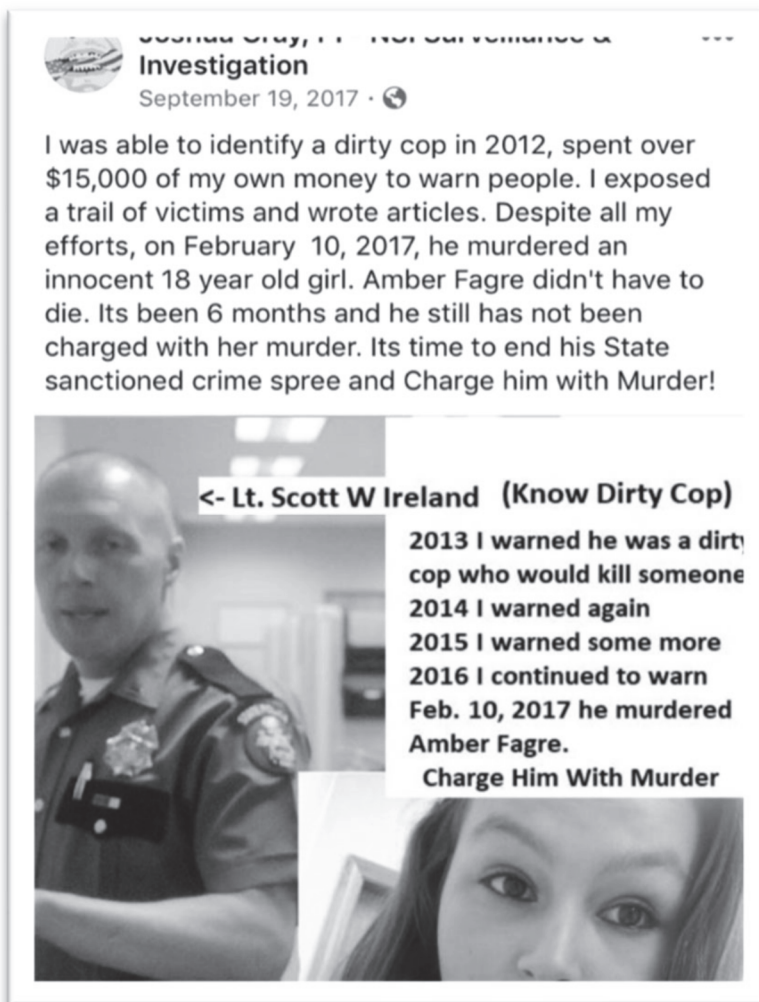 Investigation
September 19, 2017 ·
I was able to identify a dirty cop in 2012, spent over
$15,000 of my own money to warn people. I exposed
a trail of victims and wrote articles. Despite all my
efforts, on February 10, 2017, he murdered an
innocent 18 year old girl. Amber Fagre didn't have to
die. Its been 6 months and he still has not been
charged with her murder. Its time to end his State
sanctioned crime spree and Charge him with Murder!
<- Lt. Scott W Ireland (Know Dirty Cop)
2013 I warned he was a dirty
cop who would kill someone
2014 I warned again
2015 I warned some more
2016 I continued to warn
Feb. 10, 2017 he murdered
Amber Fagre.
Charge Him With Murder